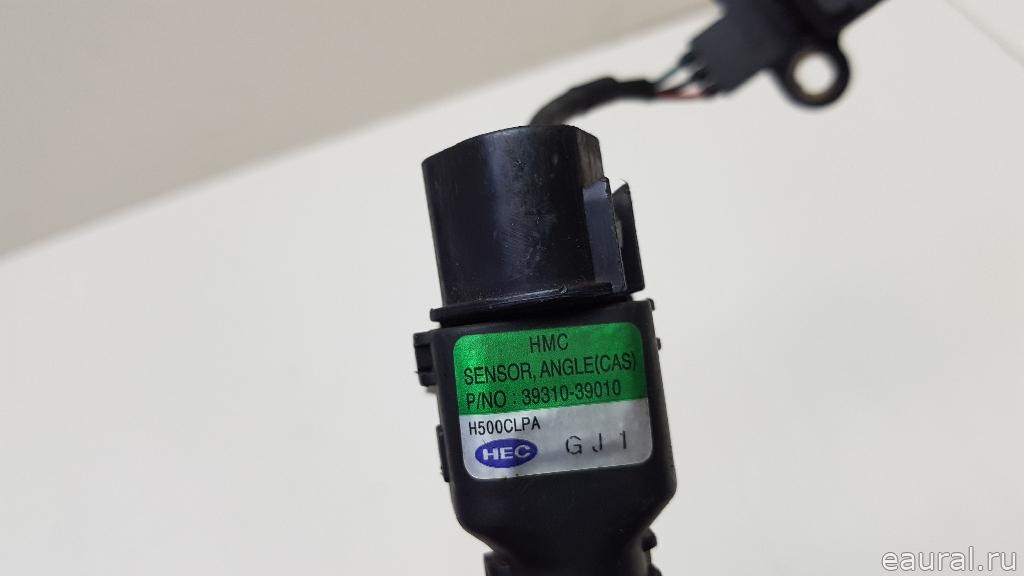 HMC
SENSOR, ANGLE(CAS)
P/NO : 39310-39010
H500CLPA
HEC GJ1
eaural.ru